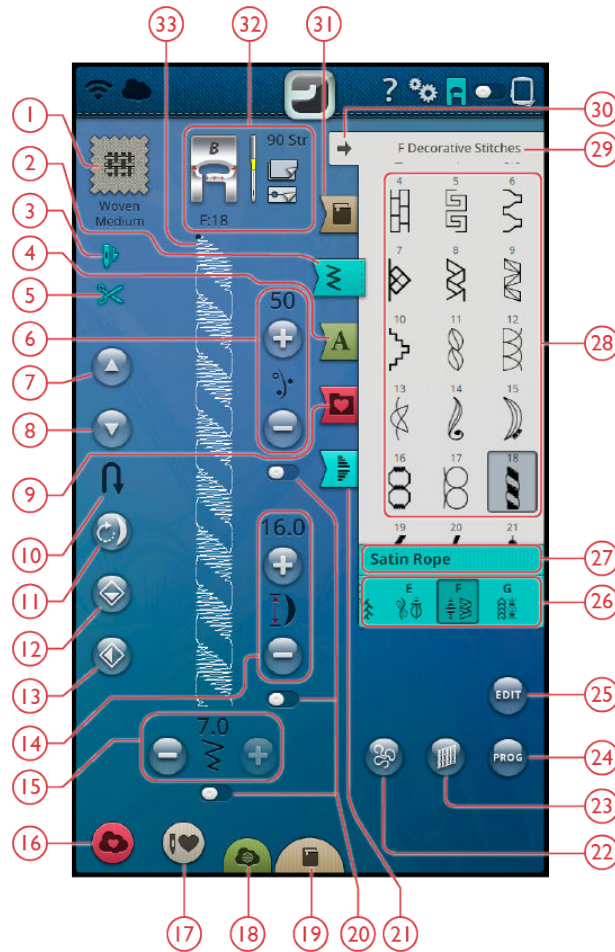 33
32
31
1
2
3
4
5
6
7
8
9
10
11
12
13
14
15
16
17
18
19
20
21
22
23
24
25
26
27
28
29
30
?
Woven
Medium
B
90 Str
F:18
F Decorative Stitches
4 5 6
7 8 9
10 11 12
13 14 15
16 17 18
19 20 21
50
A
16.0
7.0
Satin Rope
E F G
EDIT
PROG